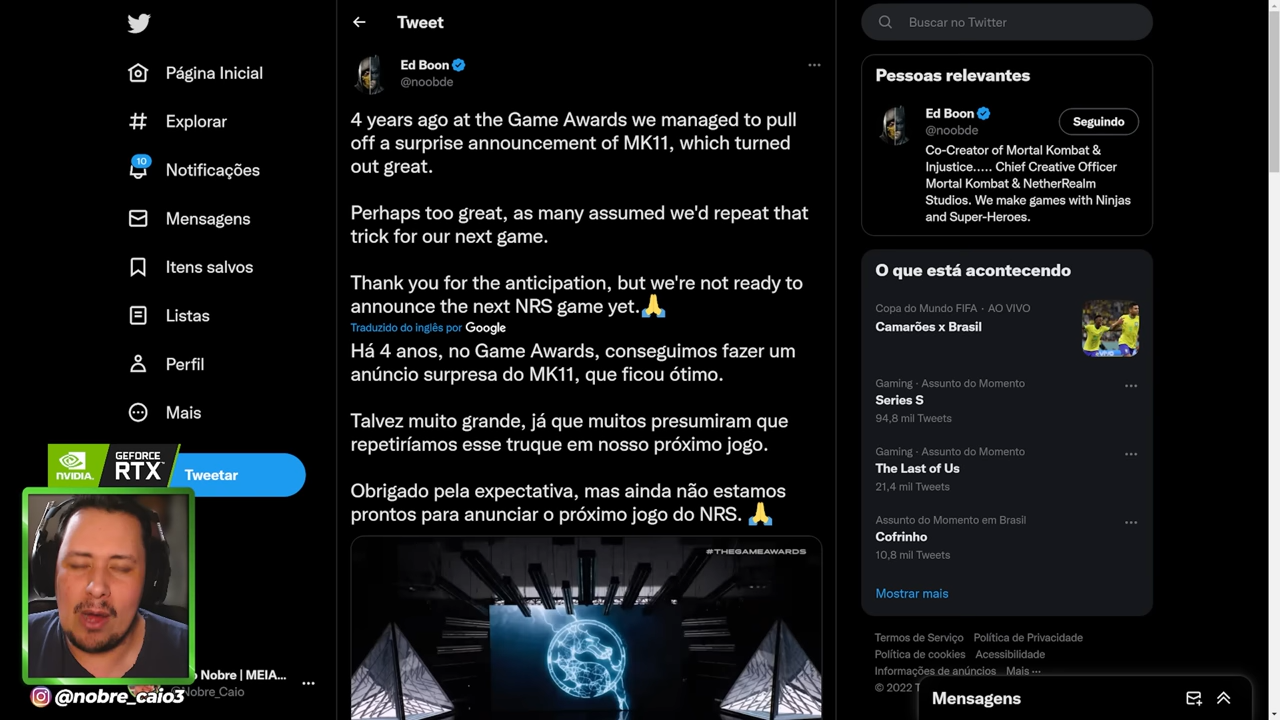 Tweet
Buscar no Twitter
Página Inicial
Explorar
10
Notificações
Mensagens
Itens salvos
Listas
Perfil
Mais
Tweetar
NVIDIA.
GEFORCE
RTX
Nobre | MEIA...
@Nobre_Caio
@nobre_caio3
Ed Boon
@noobde
4 years ago at the Game Awards we managed to pull
off a surprise announcement of MK11, which turned
out great.
Perhaps too great, as many assumed we'd repeat that
trick for our next game.
Thank you for the anticipation, but we're not ready to
announce the next NRS game yet.🙏
Traduzido do inglês por Google
Há 4 anos, no Game Awards, conseguimos fazer um
anúncio surpresa do MK11, que ficou ótimo.
Talvez muito grande, já que muitos presumiram que
repetiríamos esse truque em nosso próximo jogo.
Obrigado pela expectativa, mas ainda não estamos
prontos para anunciar o próximo jogo do NRS. 🙏
#THEGAMEAWARDS
Pessoas relevantes
Ed Boon
@noobde
Seguindo
Co-Creator of Mortal Kombat &
Injustice..... Chief Creative Officer
Mortal Kombat & NetherRealm
Studios. We make games with Ninjas
and Super-Heroes.
O que está acontecendo
Copa do Mundo FIFA · AO VIVO
Camarões x Brasil
Gaming · Assunto do Momento
Series S
94,8 mil Tweets
Gaming · Assunto do Momento
The Last of Us
21,4 mil Tweets
Assunto do Momento em Brasil
Cofrinho
10,8 mil Tweets
Mostrar mais
Termos de Serviço Política de Privacidade
Política de cookies Acessibilidade
Informações de anúncios Mais ...
© 2022 T
Mensagens